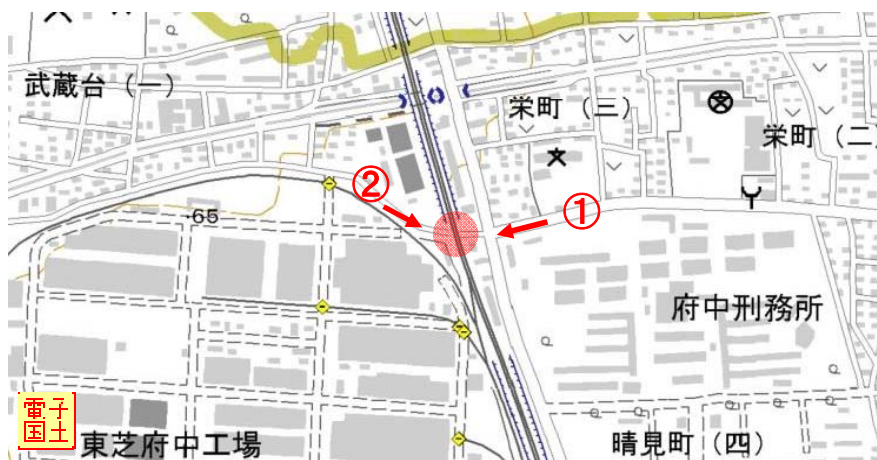 武蔵台（一）
栄町（三）
栄町（二）
②
①
・65
府中刑務所
電子
国土
東芝府中工場
晴見町（四）